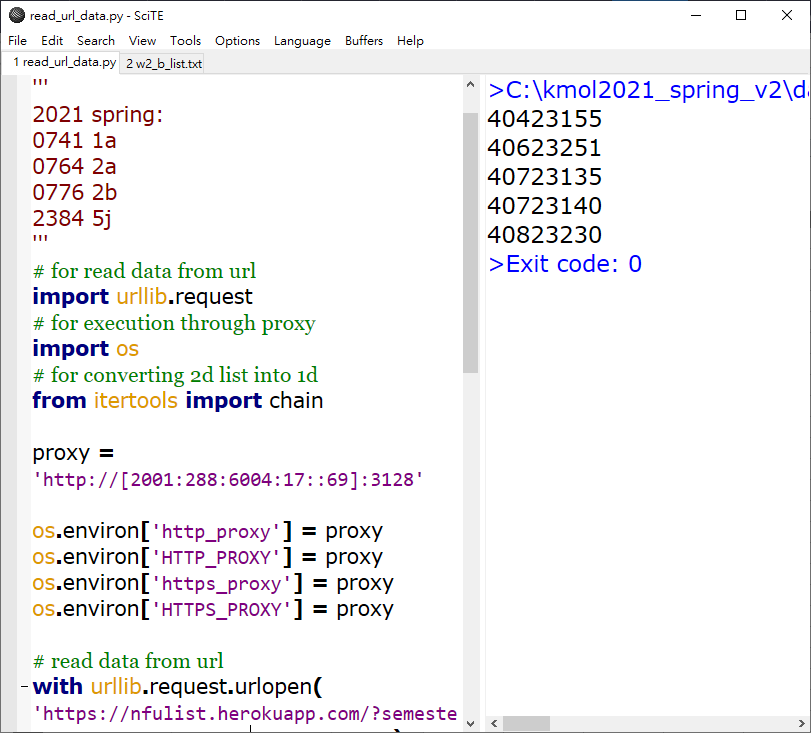 read_url_data.py - SciTE
File Edit Search View Tools Options Language Buffers Help
1 read_url_data.py 2 w2_b_list.txt
'''
2021 spring:
0741 1a
0764 2a
0776 2b
2384 5j
'''
# for read data from url
import urllib.request
# for execution through proxy
import os
# for converting 2d list into 1d
from itertools import chain
proxy =
'http://[2001:288:6004:17::69]:3128'
os.environ['http_proxy'] = proxy
os.environ['HTTP_PROXY'] = proxy
os.environ['https_proxy'] = proxy
os.environ['HTTPS_PROXY'] = proxy
# read data from url
with urllib.request.urlopen(
'https://nfulist.herokuapp.com/?semeste
>C:\kmol2021_spring_v2\da
40423155
40623251
40723135
40723140
40823230
>Exit code: 0